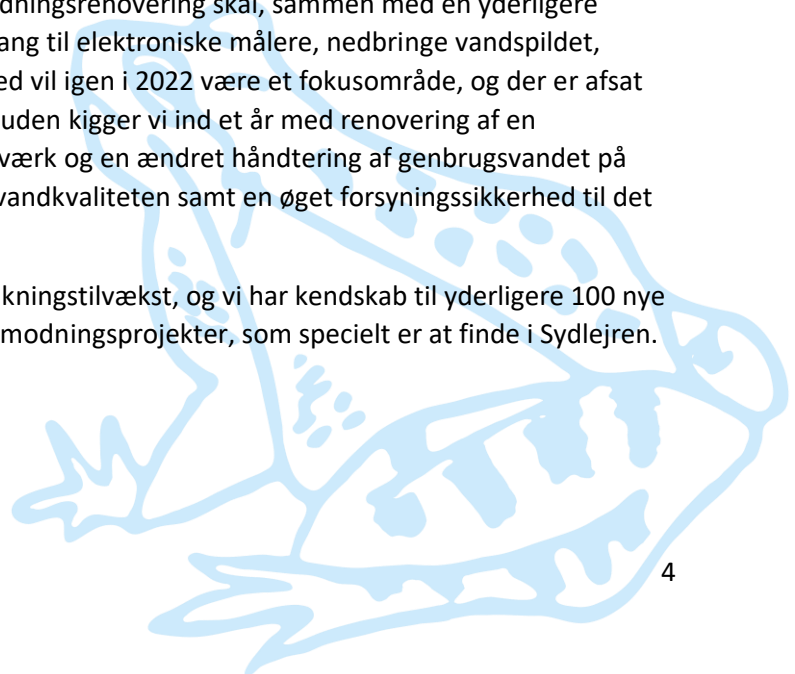 dningsrenovering skal, sammen med en yderligere
ang til elektroniske målere, nedbringe vandspildet,
ed vil igen i 2022 være et fokusområde, og der er afsat
uden kigger vi ind et år med renovering af en
værk og en ændret håndtering af genbrugsvandet på
vandkvaliteten samt en øget forsyningssikkerhed til det
kningstilvækst, og vi har kendskab til yderligere 100 nye
modningsprojekter, som specielt er at finde i Sydlejren.
4